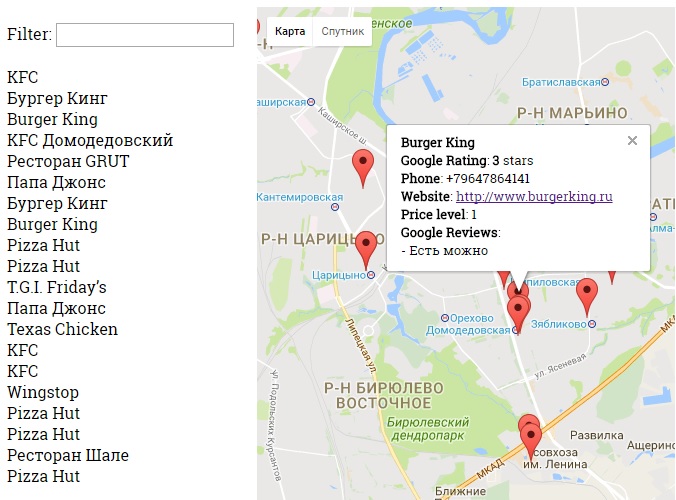 Filter:
KFC
Бургер Кинг
Burger King
KFC Домодедовский
Ресторан GRUT
Папа Джонс
Бургер Кинг
Burger King
Pizza Hut
Pizza Hut
T.G.I. Friday’s
Папа Джонс
Texas Chicken
KFC
KFC
Wingstop
Pizza Hut
Pizza Hut
Ресторан Шале
Pizza Hut
Карта Спутник
Братиславская
Р-Н МАРЬИНО
Каширское ш.
Burger King
Google Rating: 3 stars
Phone: +79647864141
Website: http://www.burgerking.ru
Price level: 1
Google Reviews:
- Есть можно
Кантемировская
Царицыно
Орехово
Домодедовская
Зябликово
Липецкая ул.
ул. Ясеневая
МКАД
Р-Н БИРЮЛЕВО
ВОСТОЧНОЕ
Бирюлевский
дендропарк
ул. Подольских Курсантов
Развилка
им. Ленина
МКАД
Ближние